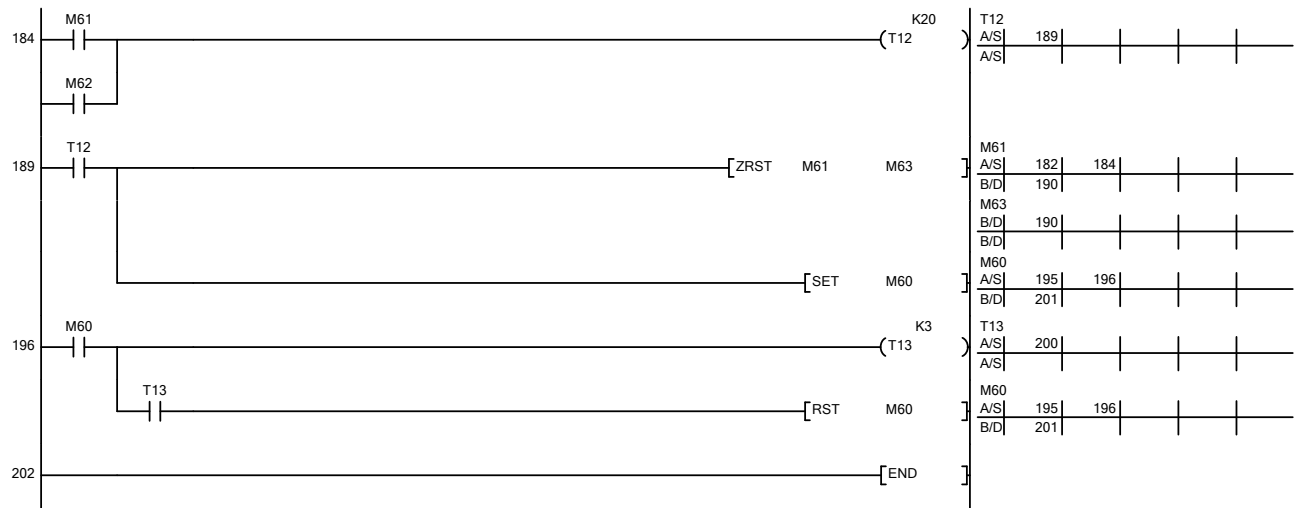 M61 K20 T12
184 T12 A/S 189
A/S
M62
T12 M61
189 ZRST M61 M63 A/S 182 184
B/D 190
M63
B/D 190
B/D
M60
SET M60 A/S 195 196
B/D 201
M60 K3 T13
196 T13 A/S 200
A/S
T13 M60
RST M60 A/S 195 196
B/D 201
202 END